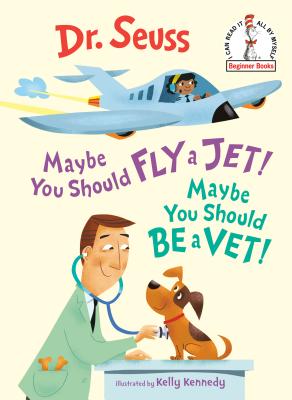 Dr. Seuss
I CAN READ IT ALL BY MYSELF
Beginner Books
Maybe
You Should FLY a JET!
Maybe
You Should
BE a VET!
illustrated by Kelly Kennedy